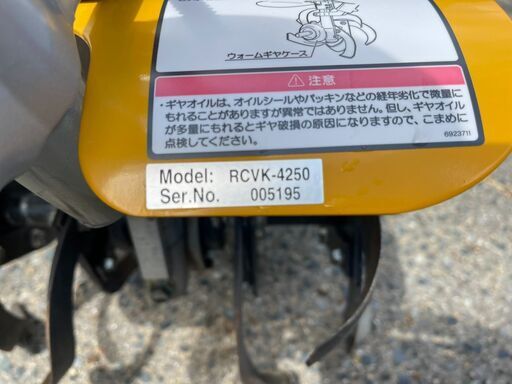 ウォームギヤケース
注意
・ギヤオイルは、オイルシールやパッキンなどの経年劣化で微量に
もれることがありますが異常ではありません。但し、ギヤオイル
が多量にもれるとギヤ破損の原因になりますので、こまめに
点検してください。
6923711
Model: RCVK-4250
Ser.No. 005195